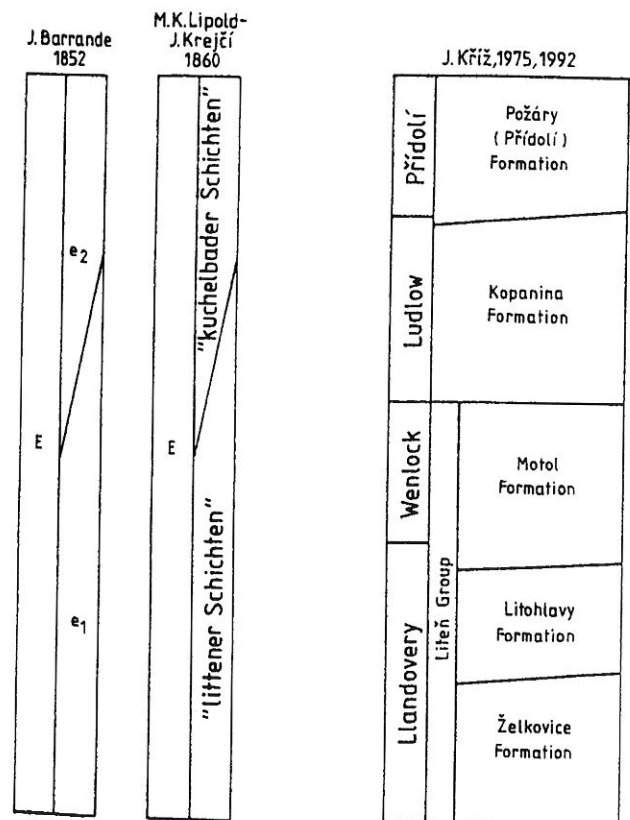 J. Barrande
1852
E
e2
e1
M.K.Lipold-
J.Krejčí
1860
E
"kuchelbader Schichten"
"littener Schichten"
J. Kříž,1975,1992
Přídolí
Ludlow
Wenlock
Llandovery
Liteň Group
Požáry
( Přídolí )
Formation
Kopanina
Formation
Motol
Formation
Litohlavy
Formation
Želkovice
Formation